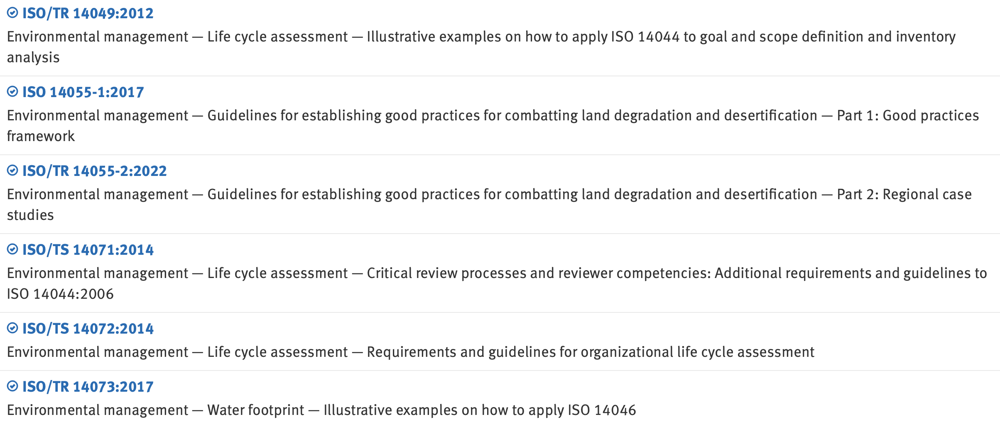 ISO/TR 14049:2012
Environmental management — Life cycle assessment — Illustrative examples on how to apply ISO 14044 to goal and scope definition and inventory
analysis
ISO 14055-1:2017
Environmental management — Guidelines for establishing good practices for combatting land degradation and desertification — Part 1: Good practices
framework
ISO/TR 14055-2:2022
Environmental management — Guidelines for establishing good practices for combatting land degradation and desertification — Part 2: Regional case
studies
ISO/TS 14071:2014
Environmental management — Life cycle assessment — Critical review processes and reviewer competencies: Additional requirements and guidelines to
ISO 14044:2006
ISO/TS 14072:2014
Environmental management — Life cycle assessment — Requirements and guidelines for organizational life cycle assessment
ISO/TR 14073:2017
Environmental management — Water footprint — Illustrative examples on how to apply ISO 14046